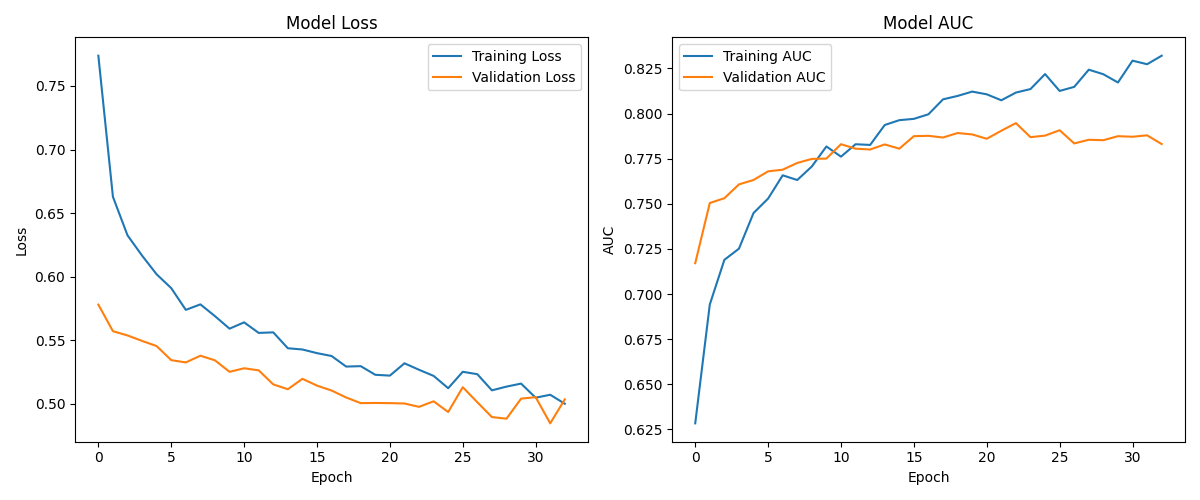 Model Loss
Training Loss
Validation Loss
0.75
0.70
0.65
0.60
0.55
0.50
Loss
0 5 10 15 20 25 30
Epoch
Model AUC
Training AUC
Validation AUC
0.825
0.800
0.775
0.750
0.725
0.700
0.675
0.650
0.625
AUC
0 5 10 15 20 25 30
Epoch